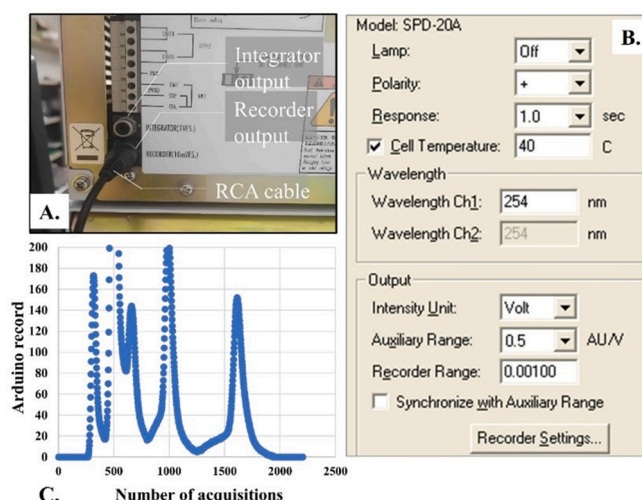 Integrator
output
Recorder
output
INTEGRATOR(1VF.S.)
RECORDER(10mVF.S.)
RCA cable
A.
Model: SPD-20A
B.
Lamp: Off
Polarity: +
Response: 1.0 sec
Cell Temperature: 40 C
Wavelength
Wavelength Ch1: 254 nm
Wavelength Ch2: 254 nm
Output
Intensity Unit: Volt
Auxiliary Range: 0.5 AU/V
Recorder Range: 0.00100
Synchronize with Auxiliary Range
Recorder Settings...
Arduino record
200
180
160
140
120
100
80
60
40
20
0
0 500 1000 1500 2000 2500
C. Number of acquisitions